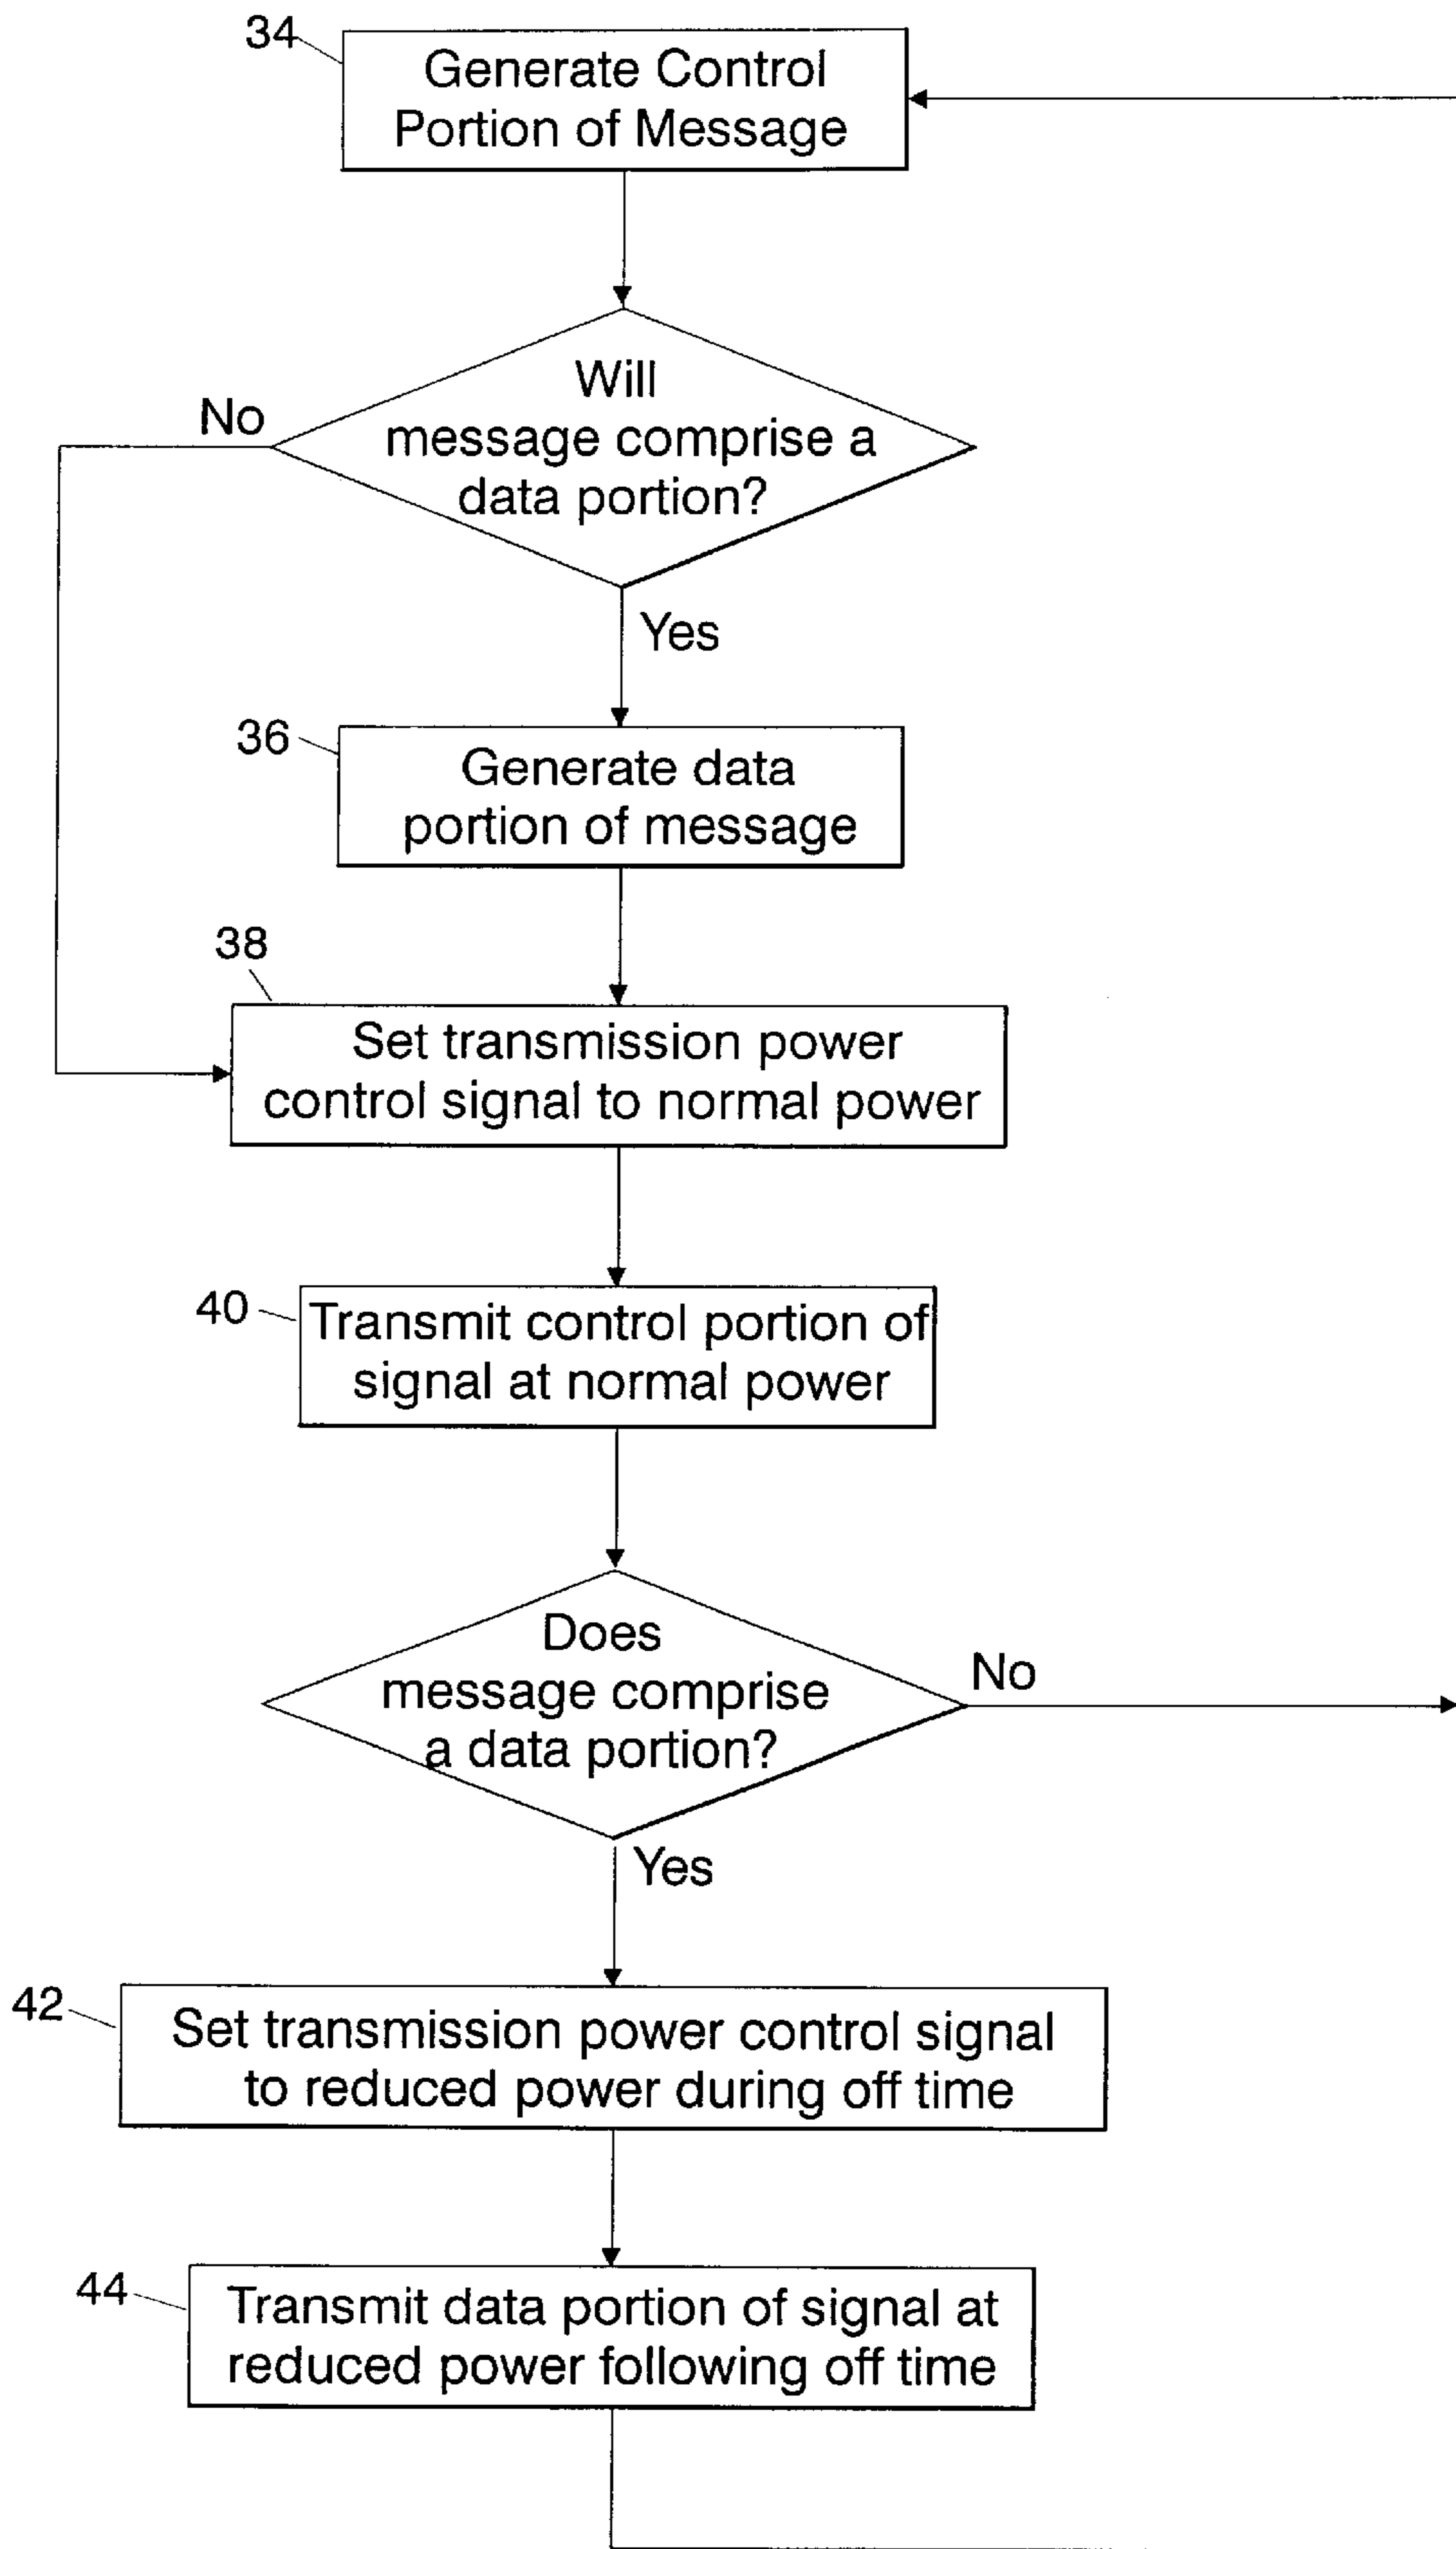 34
Generate Control
Portion of Message
Will
message comprise a
data portion?
No
Yes
36
Generate data
portion of message
38
Set transmission power
control signal to normal power
40
Transmit control portion of
signal at normal power
Does
message comprise
a data portion?
No
Yes
42
Set transmission power control signal
to reduced power during off time
44
Transmit data portion of signal at
reduced power following off time